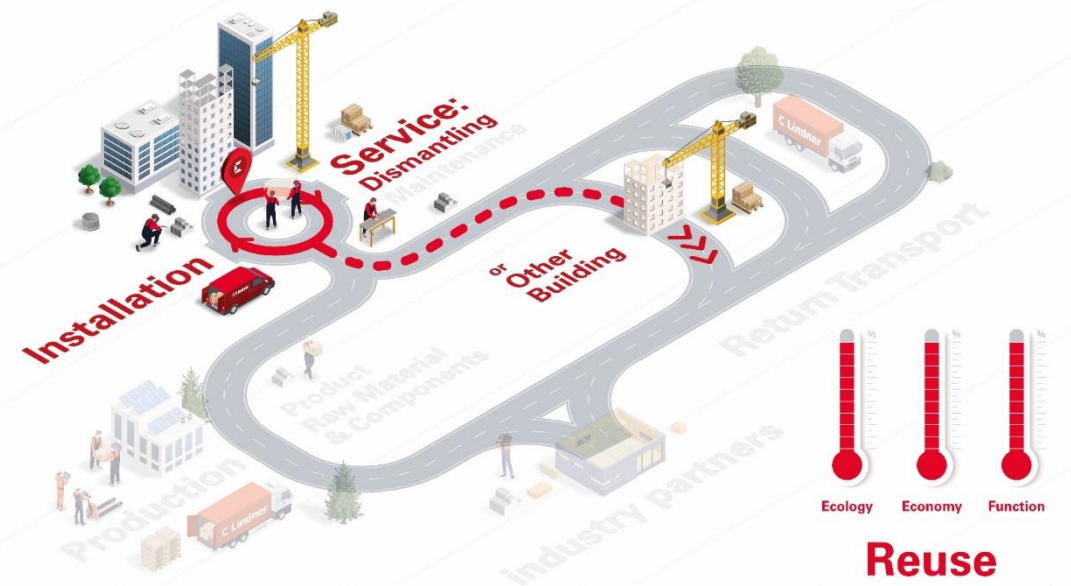 Service:
Dismantling
Maintenance
C Lindner
or
Other
Building
Installation
Return Transport
Product
Raw Material
& Components
Production
C Lindner
industry partners
%
%
%
Ecology
Economy
Function
Reuse